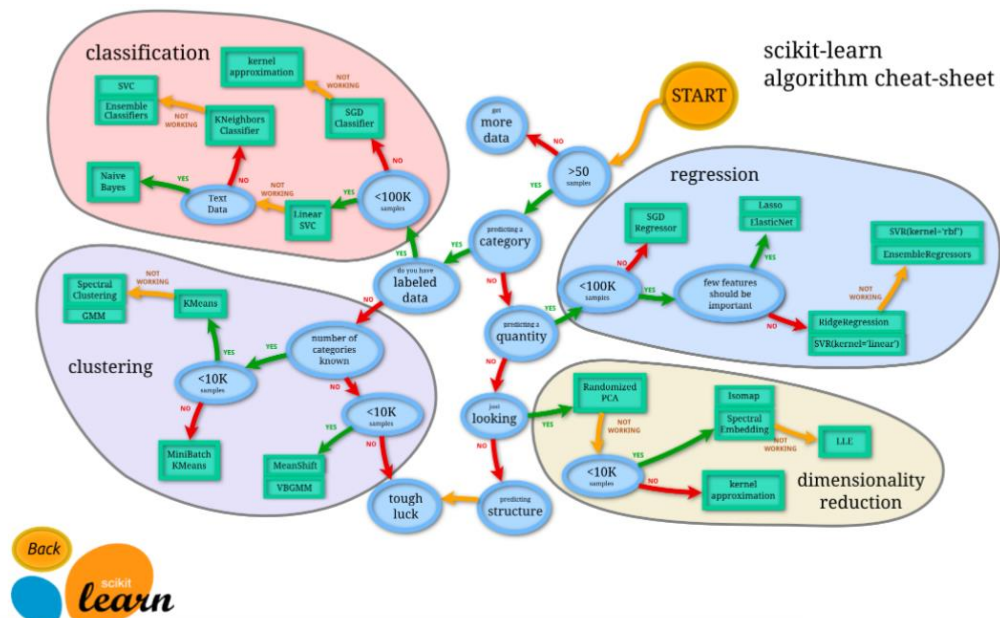 scikit-learn
algorithm cheat-sheet
START
classification
kernel
approximation
NOT
WORKING
SVC
Ensemble
Classifiers
NOT
WORKING
KNeighbors
Classifier
SGD
Classifier
NO
Naive
Bayes
YES
NO
Text
Data
NOT
WORKING
Linear
SVC
YES
<100K
samples
YES
get
more
data
NO
>50
samples
YES
predicting a
category
YES
NO
do you have
labeled
data
NO
predicting a
quantity
YES
NO
just
looking
YES
NO
predicting
structure
tough
luck
regression
SGD
Regressor
NO
<100K
samples
YES
Lasso
ElasticNet
YES
few features
should be
important
NO
SVR(kernel='rbf')
EnsembleRegressors
NOT
WORKING
RidgeRegression
SVR(kernel='linear')
clustering
Spectral
Clustering
GMM
NOT
WORKING
KMeans
YES
<10K
samples
YES
number of
categories
known
NO
NO
MiniBatch
KMeans
<10K
samples
YES
NO
MeanShift
VBGMM
Randomized
PCA
NOT
WORKING
<10K
samples
YES
NO
Isomap
Spectral
Embedding
NOT
WORKING
LLE
kernel
approximation
dimensionality
reduction
Back
scikit
learn